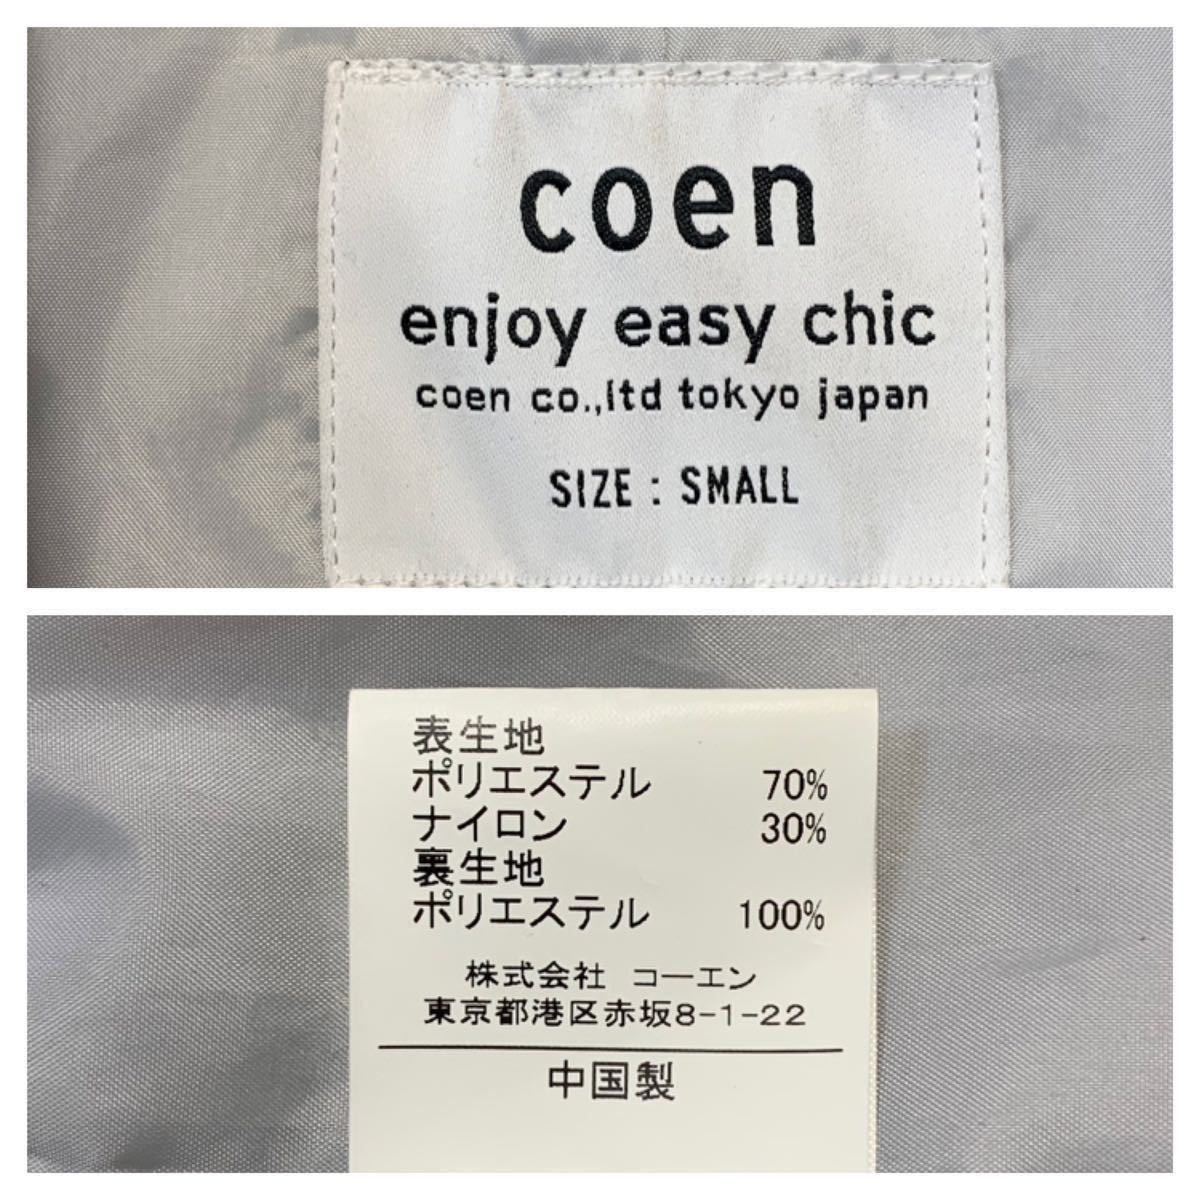 coen
enjoy easy chic
coen co.,ltd tokyo japan
SIZE : SMALL
表生地
ポリエステル 70%
ナイロン 30%
裏生地
ポリエステル 100%
株式会社 コーエン
東京都港区赤坂8-1-22
中国製